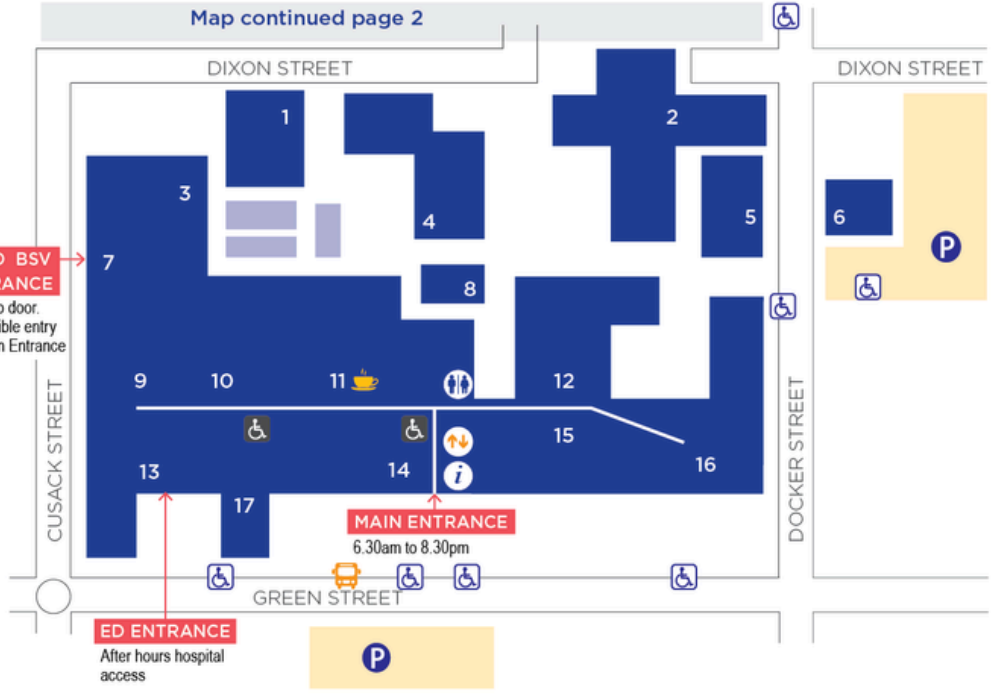 Map continued page 2
DIXON STREET
DIXON STREET
1
2
3
4
5
6
P
7
BSV
8
door.
entry
Entrance
9
10
11
12
13
14
i
15
16
17
CUSACK STREET
DOCKER STREET
MAIN ENTRANCE
6.30am to 8.30pm
GREEN STREET
ED ENTRANCE
After hours hospital
access
P